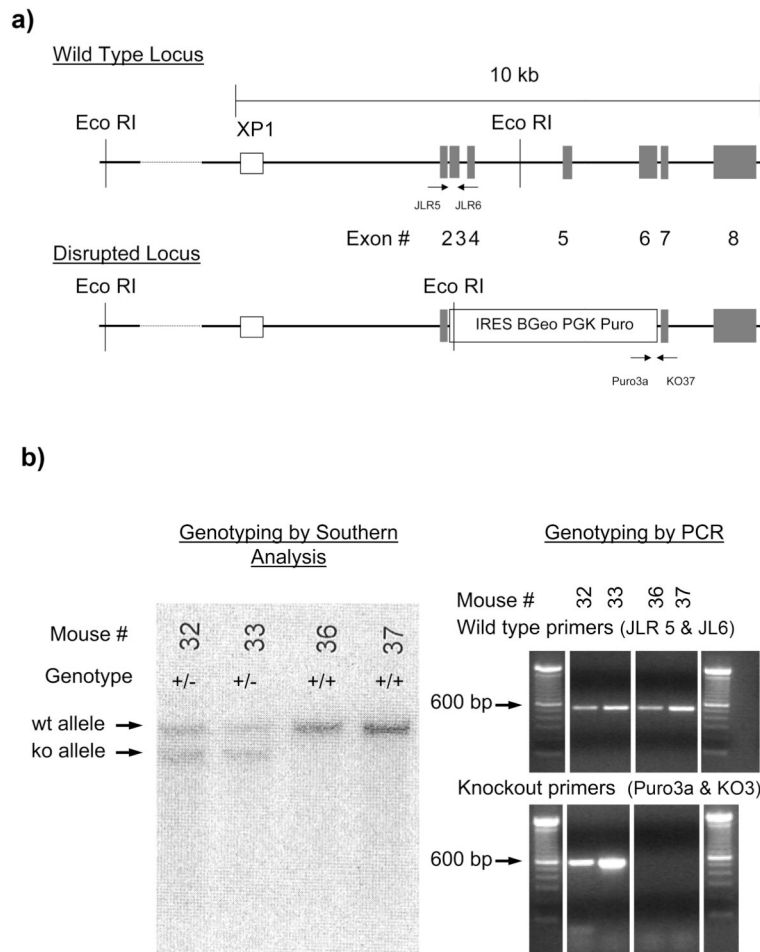 a)
Wild Type Locus
10 kb
Eco RI
XP1
Eco RI
JLR5
JLR6
Exon # 2 3 4 5 6 7 8
Disrupted Locus
Eco RI
Eco RI
IRES BGeo PGK Puro
Puro3a
KO37
b)
Genotyping by Southern
Analysis
Mouse # 32 33 36 37
Genotype +/- +/- +/+ +/+
wt allele
ko allele
Genotyping by PCR
Mouse # 32 33 36 37
Wild type primers (JLR 5 & JL6)
600 bp
Knockout primers (Puro3a & KO3)
600 bp